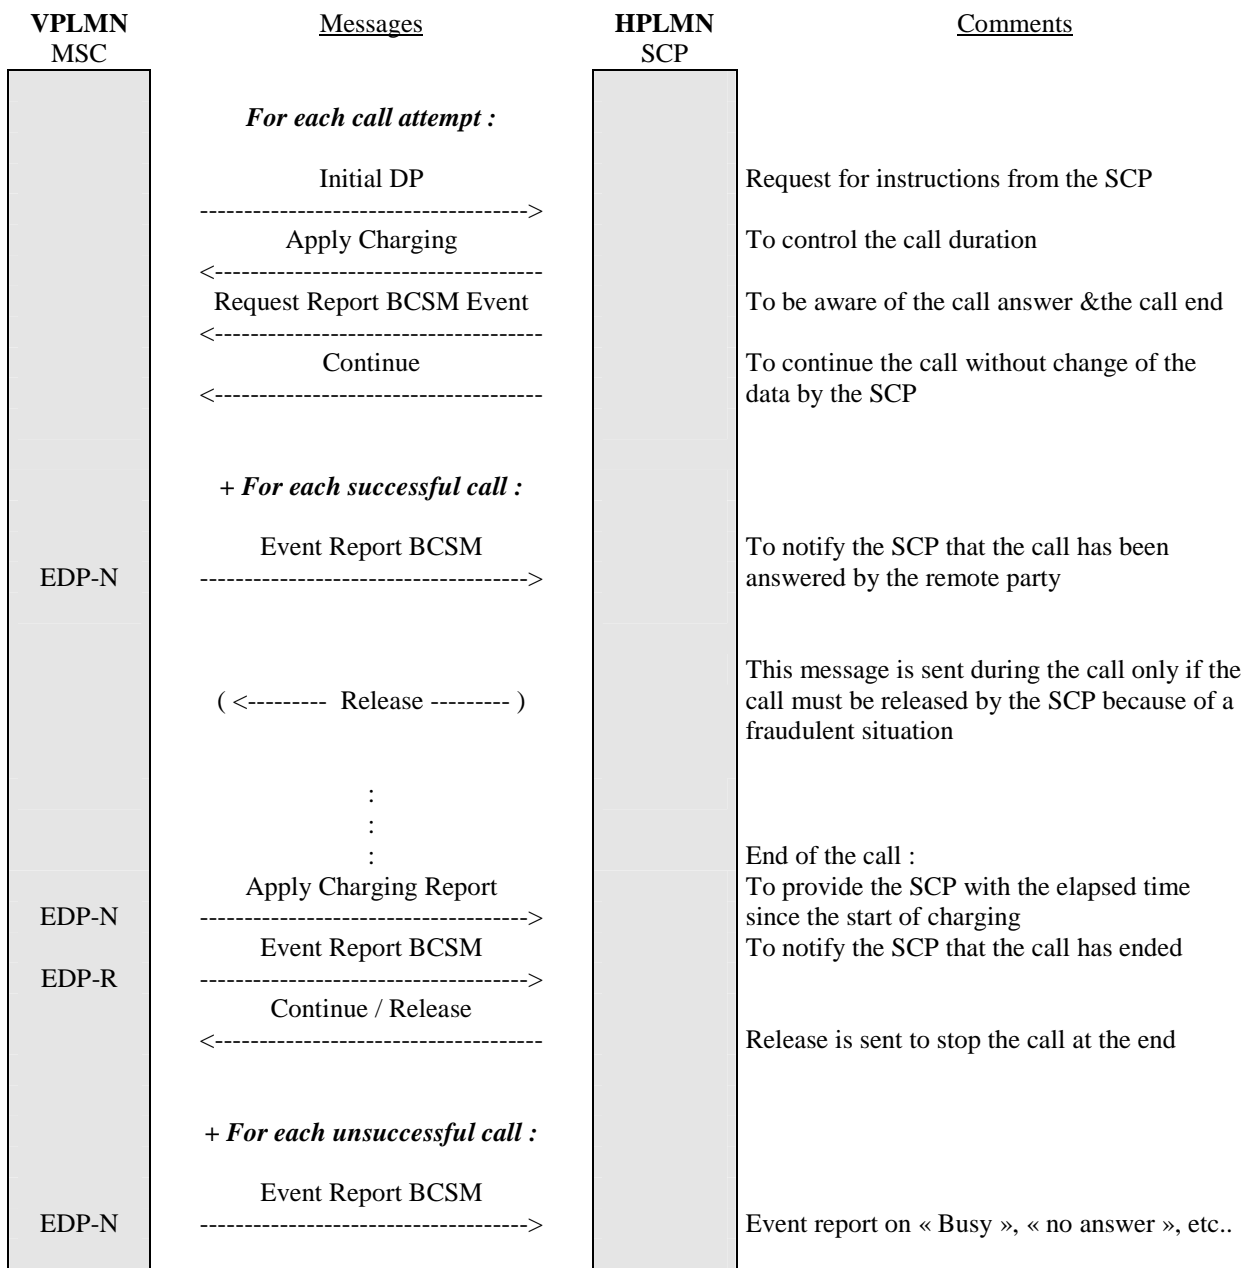 VPLMN Messages HPLMN Comments
MSC SCP
For each call attempt :
Initial DP Request for instructions from the SCP
------------------------------------->
Apply Charging To control the call duration
<-------------------------------------
Request Report BCSM Event To be aware of the call answer &the call end
<-------------------------------------
Continue To continue the call without change of the
<------------------------------------- data by the SCP
+ For each successful call :
Event Report BCSM To notify the SCP that the call has been
EDP-N -------------------------------------> answered by the remote party
This message is sent during the call only if the
( <--------- Release --------- ) call must be released by the SCP because of a
fraudulent situation
:
:
: End of the call :
Apply Charging Report To provide the SCP with the elapsed time
EDP-N -------------------------------------> since the start of charging
Event Report BCSM To notify the SCP that the call has ended
EDP-R ------------------------------------->
Continue / Release
<------------------------------------- Release is sent to stop the call at the end
+ For each unsuccessful call :
Event Report BCSM
EDP-N -------------------------------------> Event report on « Busy », « no answer », etc..